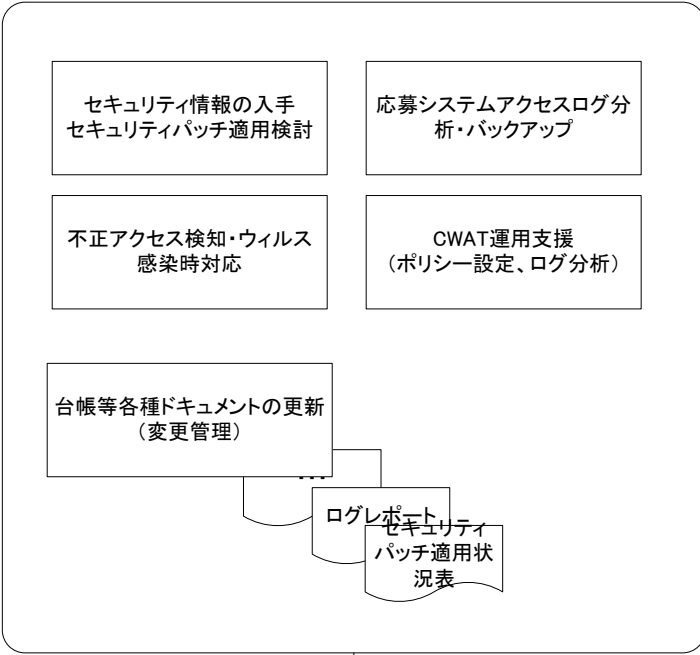 セキュリティ情報の入手
セキュリティパッチ適用検討
応募システムアクセスログ分
析・バックアップ
不正アクセス検知・ウィルス
感染時対応
CWAT運用支援
（ポリシー設定、ログ分析）
台帳等各種ドキュメントの更新
（変更管理）
…
ログレポート
セキュリティ
パッチ適用状
況表